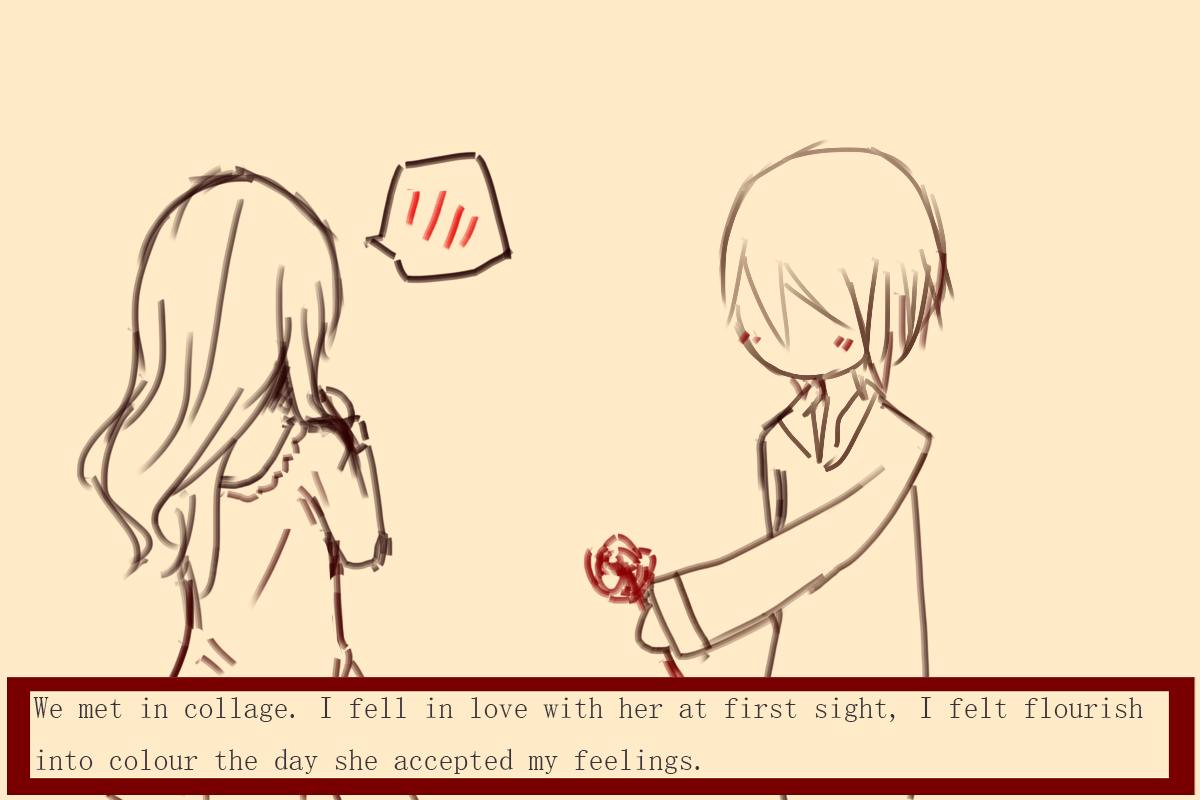 We met in collage. I fell in love with her at first sight, I felt flourish
into colour the day she accepted my feelings.